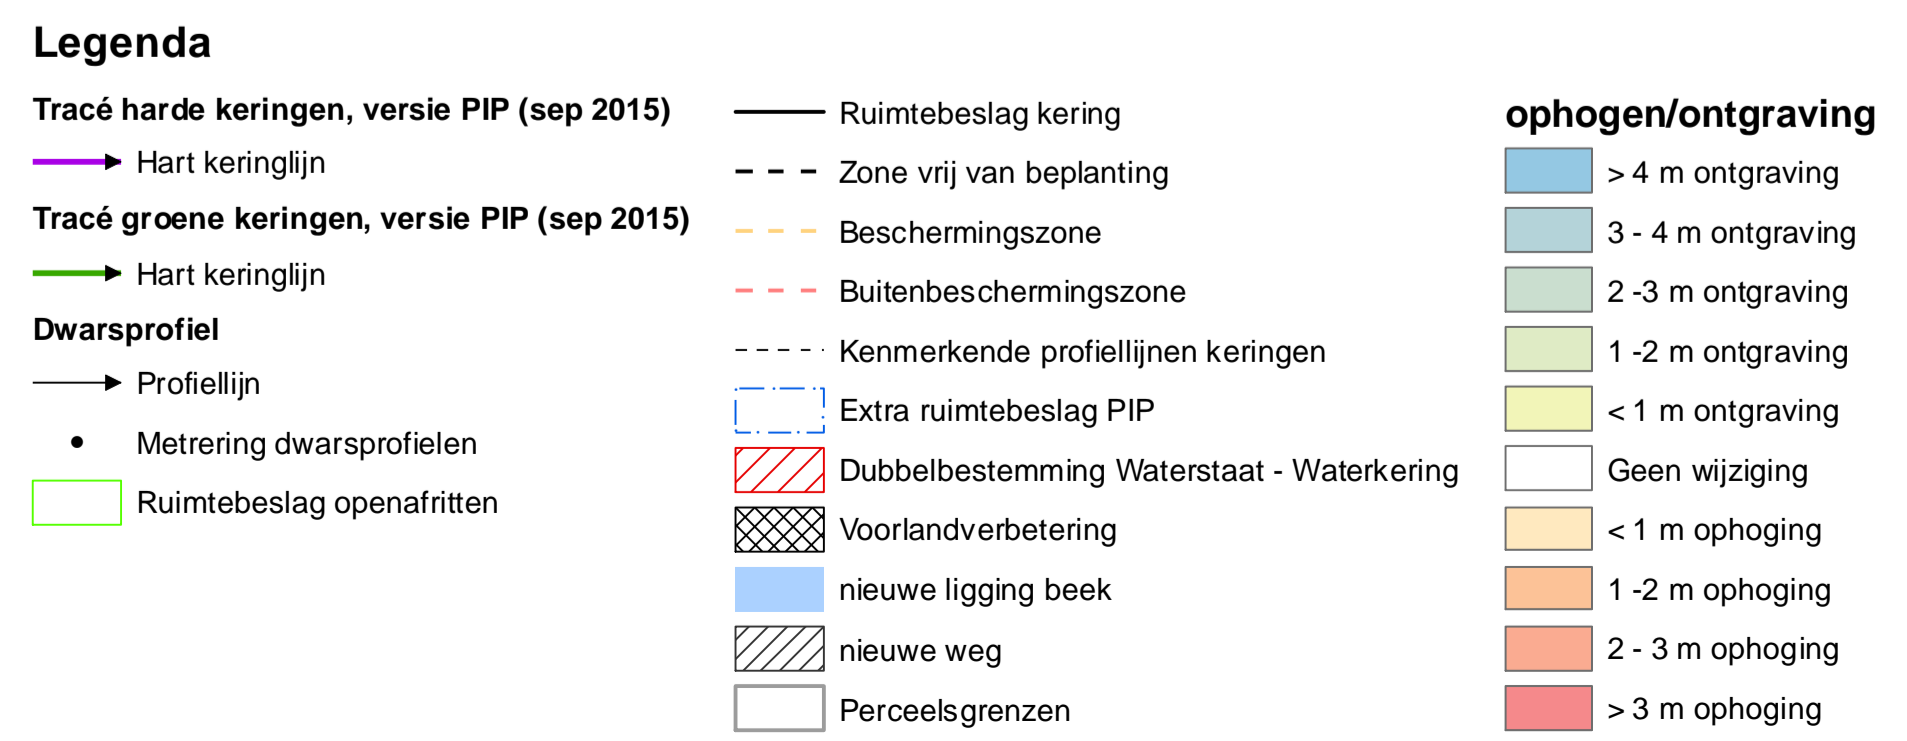 Legenda
Tracé harde keringen, versie PIP (sep 2015)
Hart keringlijn
Tracé groene keringen, versie PIP (sep 2015)
Hart keringlijn
Dwarsprofiel
Profiellijn
Metrering dwarsprofielen
Ruimtebeslag openafritten
Ruimtebeslag kering
Zone vrij van beplanting
Beschermingszone
Buitenbeschermingszone
Kenmerkende profiellijnen keringen
Extra ruimtebeslag PIP
Dubbelbestemming Waterstaat - Waterkering
Voorlandverbetering
nieuwe ligging beek
nieuwe weg
Perceelsgrenzen
ophogen/ontgraving
> 4 m ontgraving
3 - 4 m ontgraving
2 -3 m ontgraving
1 -2 m ontgraving
< 1 m ontgraving
Geen wijziging
< 1 m ophoging
1 -2 m ophoging
2 - 3 m ophoging
> 3 m ophoging